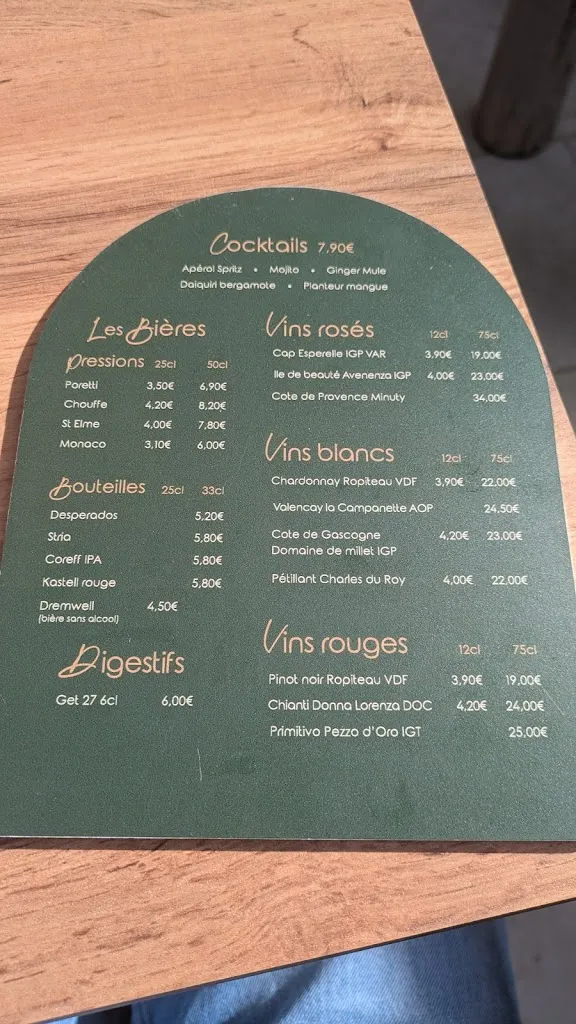 Cocktails 7,90€
Apérol Spritz • Mojito • Ginger Mule
Daiquiri bergamote • Planteur mangue
Les Bières
Pressions 25cl 50cl
Poretti 3,50€ 6,90€
Chouffe 4,20€ 8,20€
St Elme 4,00€ 7,80€
Monaco 3,10€ 6,00€
Bouteilles 25cl 33cl
Desperados 5,20€
Stria 5,80€
Coreff IPA 5,80€
Kastell rouge 5,80€
Dremwell 4,50€
(bière sans alcool)
Digestifs
Get 27 6cl 6,00€
Vins rosés 12cl 75cl
Cap Esperelle IGP VAR 3,90€ 19,00€
Ile de beauté Avenenza IGP 4,00€ 23,00€
Cote de Provence Minuty 34,00€
Vins blancs 12cl 75cl
Chardonnay Ropiteau VDF 3,90€ 22,00€
Valencay la Campanette AOP 24,50€
Cote de Gascogne 4,20€ 23,00€
Domaine de millet IGP
Pétillant Charles du Roy 4,00€ 22,00€
Vins rouges 12cl 75cl
Pinot noir Ropiteau VDF 3,90€ 19,00€
Chianti Donna Lorenza DOC 4,20€ 24,00€
Primitivo Pezzo d'Oro IGT 25,00€